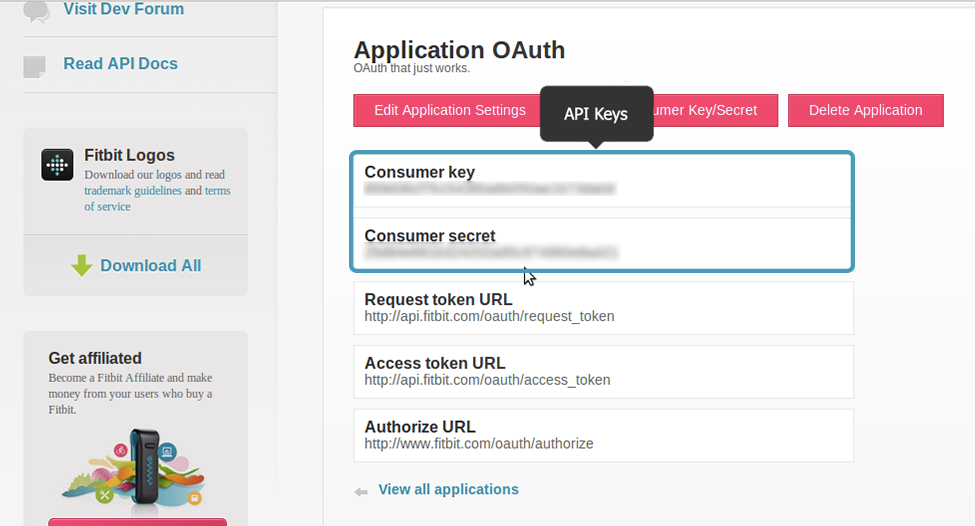 Visit Dev Forum
Read API Docs
Fitbit Logos
Download our logos and read
trademark guidelines and terms
of service
Download All
Get affiliated
Become a Fitbit Affiliate and make
money from your users who buy a
Fitbit.
Application OAuth
OAuth that just works.
Edit Application Settings
API Keys
Key/Secret
Delete Application
Consumer key
Consumer secret
Request token URL
http://api.fitbit.com/oauth/request_token
Access token URL
http://api.fitbit.com/oauth/access_token
Authorize URL
http://www.fitbit.com/oauth/authorize
View all applications